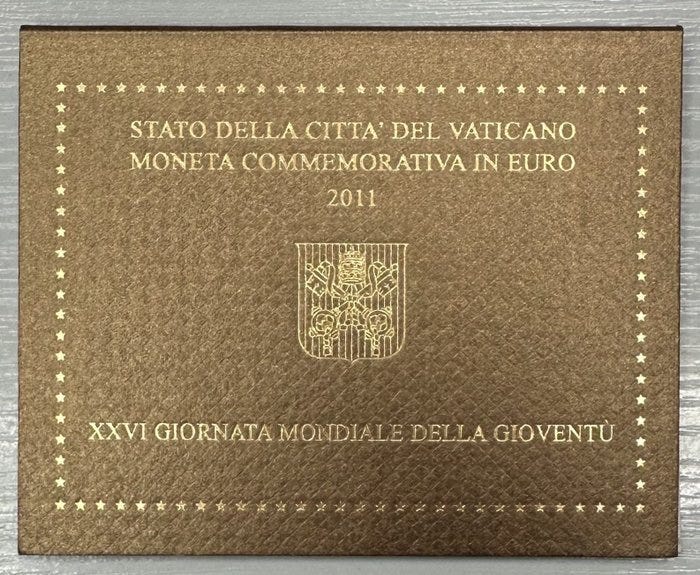 STATO DELLA CITTA' DEL VATICANO
MONETA COMMEMORATIVA IN EURO
2011
XXVI GIORNATA MONDIALE DELLA GIOVENTÙ